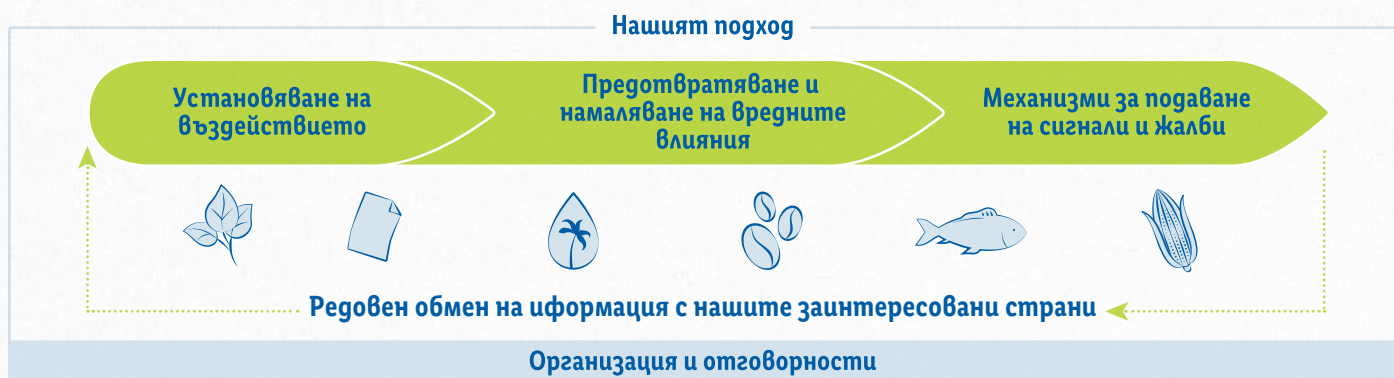 Нашият подход
Установяване на
въздействието
Предотвратяване и
намаляване на вредните
влияния
Механизми за подаване
на сигнали и жалби
Редовен обмен на иформация с нашите заинтересовани страни
Организация и отговорности